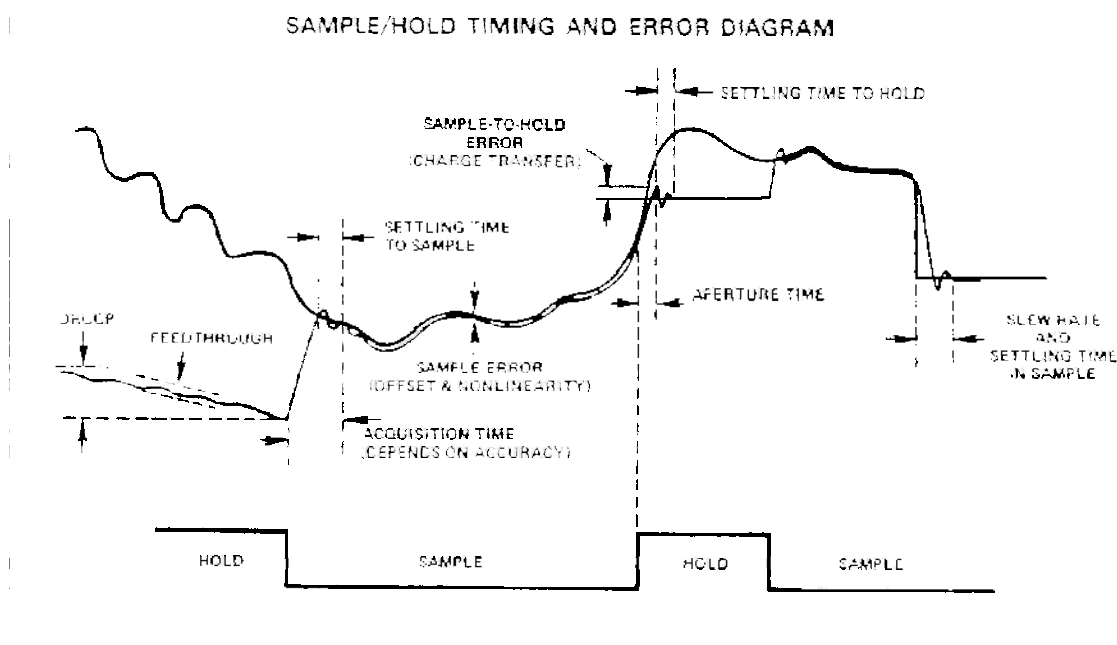 SAMPLE/HOLD TIMING AND ERROR DIAGRAM
SETTLING TIME TO HOLD
SAMPLE-TO-HOLD
ERROR
(CHARGE TRANSFER)
SETTLING TIME
TO SAMPLE
APERTURE TIME
DROOP
FEEDTHROUGH
SLEW RATE
AND
SETTLING TIME
IN SAMPLE
SAMPLE ERROR
(OFFSET & NONLINEARITY)
ACQUISITION TIME
(DEPENDS ON ACCURACY)
HOLD
SAMPLE
HOLD
SAMPLE